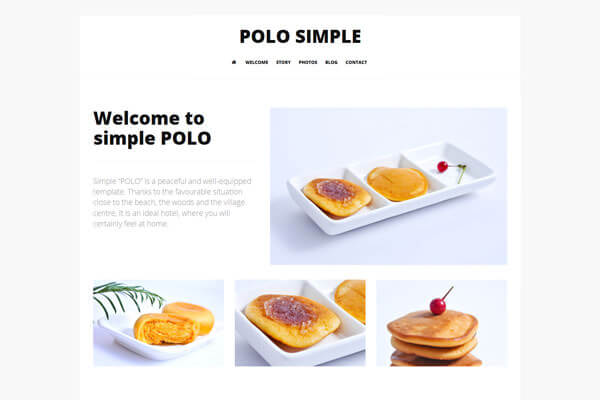 POLO SIMPLE
WELCOME STORY PHOTOS BLOG CONTACT
Welcome to
simple POLO
Simple "POLO" is a peaceful and well-equipped
template. Thanks to the favourable situation
close to the beach, the woods and the village
centre, it is an ideal hotel, where you will
certainly feel at home.